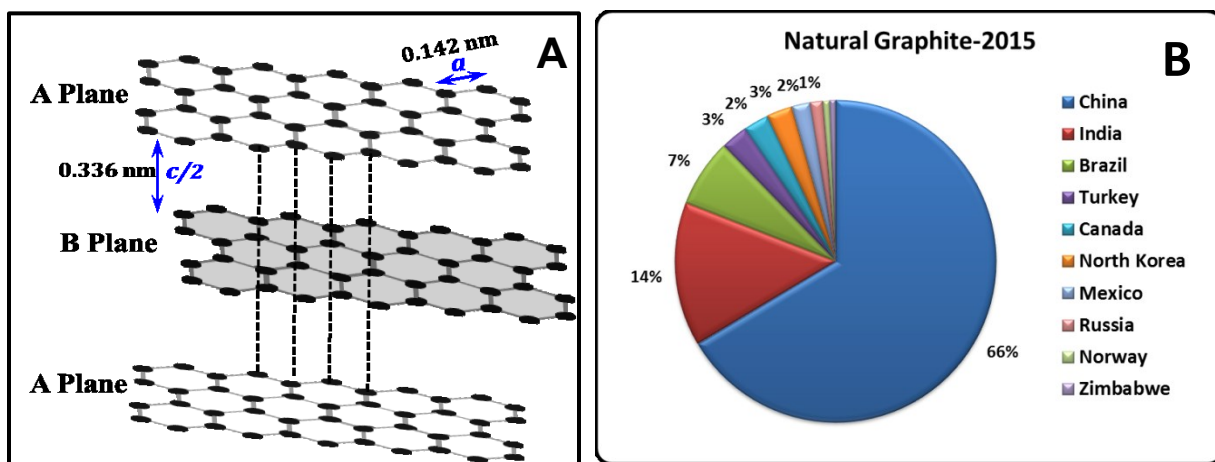 A
0.142 nm
a
A Plane
0.336 nm c/2
B Plane
A Plane
B
Natural Graphite-2015
66%
14%
7%
3%
2%
3%
2%
1%
China
India
Brazil
Turkey
Canada
North Korea
Mexico
Russia
Norway
Zimbabwe